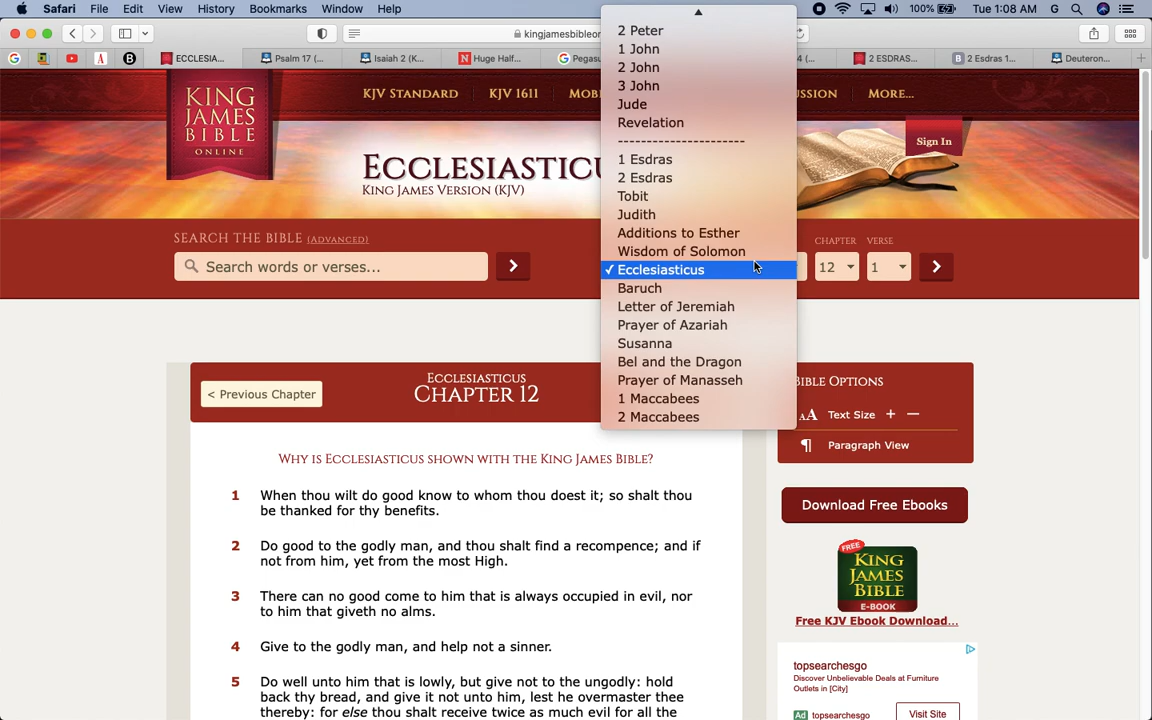 Safari File Edit View History Bookmarks Window Help 100% Tue 1:08 AM G
kingjamesbibleor
G A B ECCLESIA... Psalm 17 (... Isaiah 2 (K... N Huge Half... G Pegasu 4 (... 2 ESDRAS... B 2 Esdras 1... Deuteron...
KING JAMES BIBLE ONLINE
KJV STANDARD KJV 1611 MOB USSION MORE...
ECCLESIASTICU
KING JAMES VERSION (KJV)
Sign In
SEARCH THE BIBLE (ADVANCED)
Search words or verses...
CHAPTER VERSE
12 1
2 Peter
1 John
2 John
3 John
Jude
Revelation
----------------------
1 Esdras
2 Esdras
Tobit
Judith
Additions to Esther
Wisdom of Solomon
✓ Ecclesiasticus
Baruch
Letter of Jeremiah
Prayer of Azariah
Susanna
Bel and the Dragon
Prayer of Manasseh
1 Maccabees
2 Maccabees
< Previous Chapter
ECCLESIASTICUS
CHAPTER 12
WHY IS ECCLESIASTICUS SHOWN WITH THE KING JAMES BIBLE?
1 When thou wilt do good know to whom thou doest it; so shalt thou
be thanked for thy benefits.
2 Do good to the godly man, and thou shalt find a recompence; and if
not from him, yet from the most High.
3 There can no good come to him that is always occupied in evil, nor
to him that giveth no alms.
4 Give to the godly man, and help not a sinner.
5 Do well unto him that is lowly, but give not to the ungodly: hold
back thy bread, and give it not unto him, lest he overmaster thee
thereby: for else thou shalt receive twice as much evil for all the
BIBLE OPTIONS
AA Text Size + —
¶ Paragraph View
Download Free Ebooks
FREE
KING
JAMES
BIBLE
E-BOOK
Free KJV Ebook Download...
topsearchesgo
Discover Unbelievable Deals at Furniture
Outlets in [City]
Ad topsearchesgo Visit Site